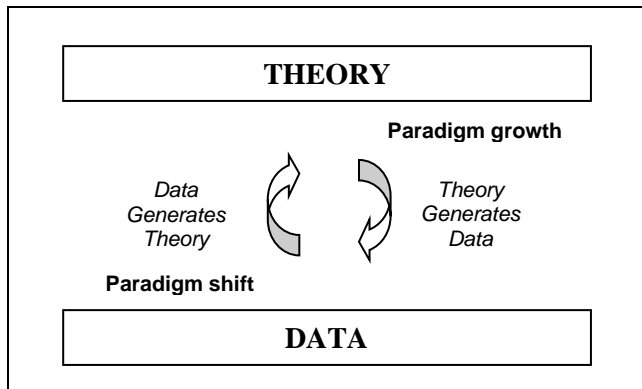 THEORY
Paradigm growth
Data
Generates
Theory
Theory
Generates
Data
Paradigm shift
DATA